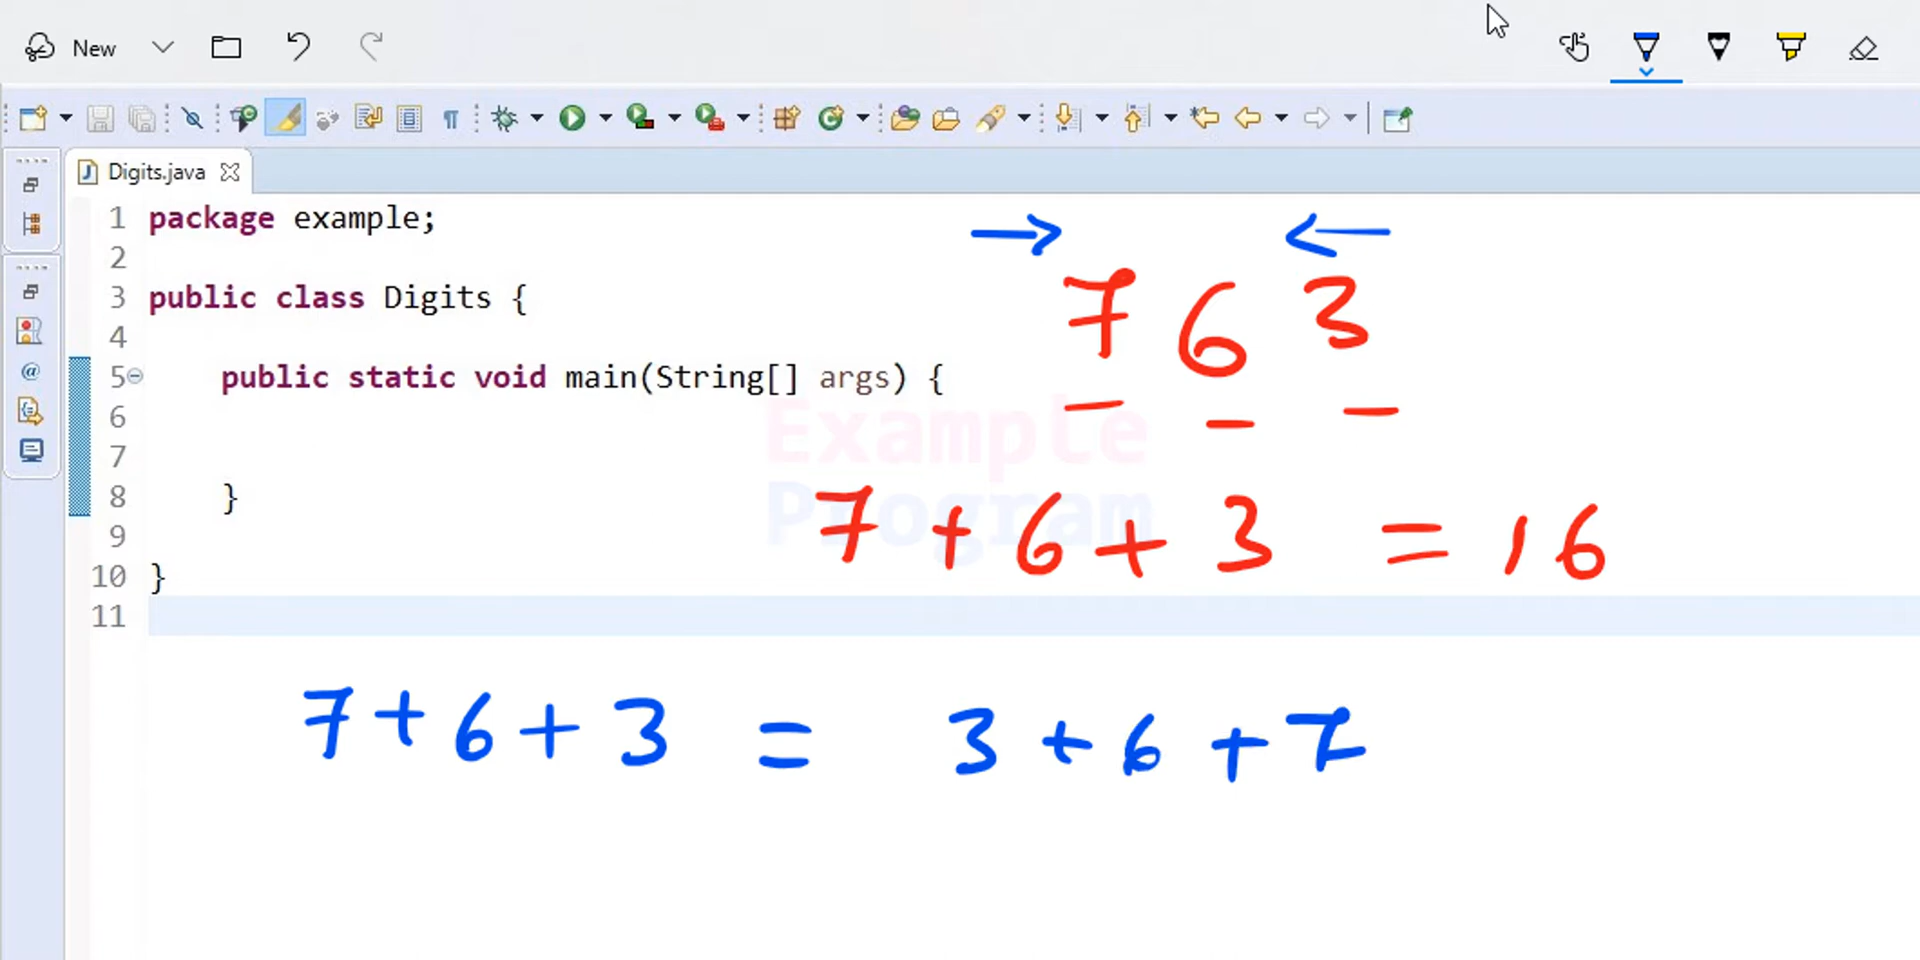 New
Digits.java
1 package example;
2
3 public class Digits {
4
5 public static void main(String[] args) {
6
7
8 }
9
10 }
11
7 6 3
Example
Program
7 + 6 + 3 = 16
7 + 6 + 3 = 3 + 6 + 7